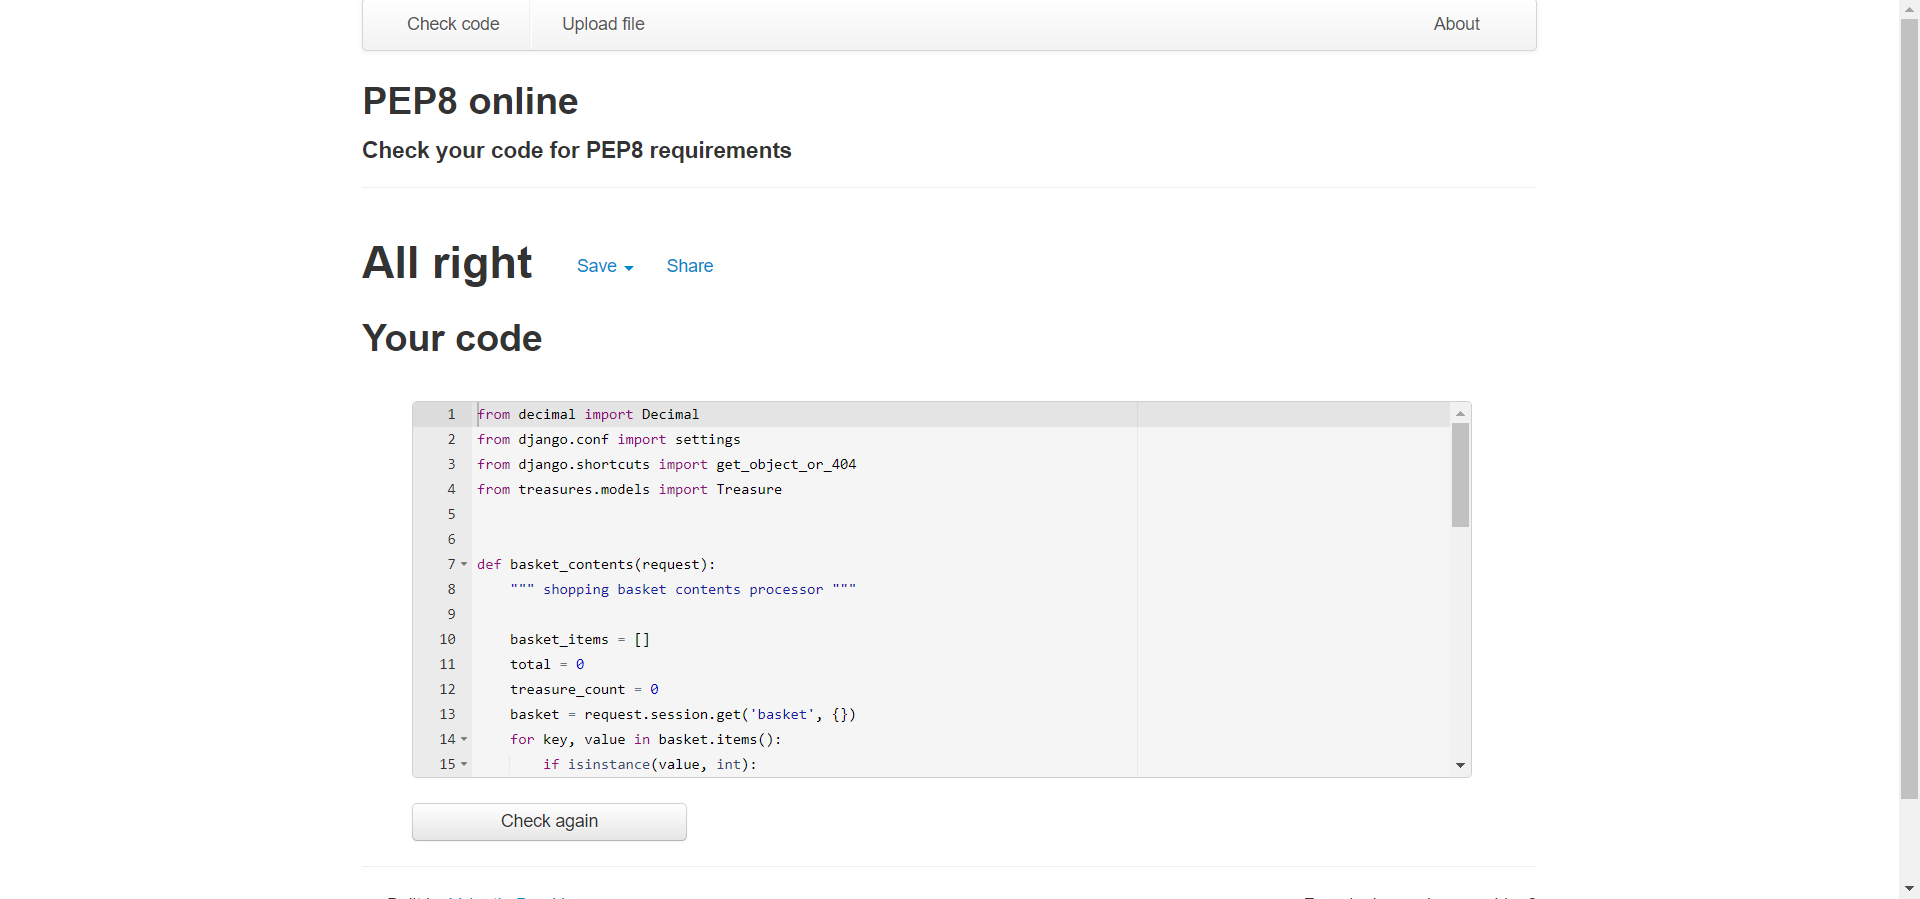 Check code Upload file About
PEP8 online
Check your code for PEP8 requirements
All right Save Share
Your code
1 from decimal import Decimal
2 from django.conf import settings
3 from django.shortcuts import get_object_or_404
4 from treasures.models import Treasure
5
6
7 def basket_contents(request):
8 """ shopping basket contents processor """
9
10 basket_items = []
11 total = 0
12 treasure_count = 0
13 basket = request.session.get('basket', {})
14 for key, value in basket.items():
15 if isinstance(value, int):
Check again